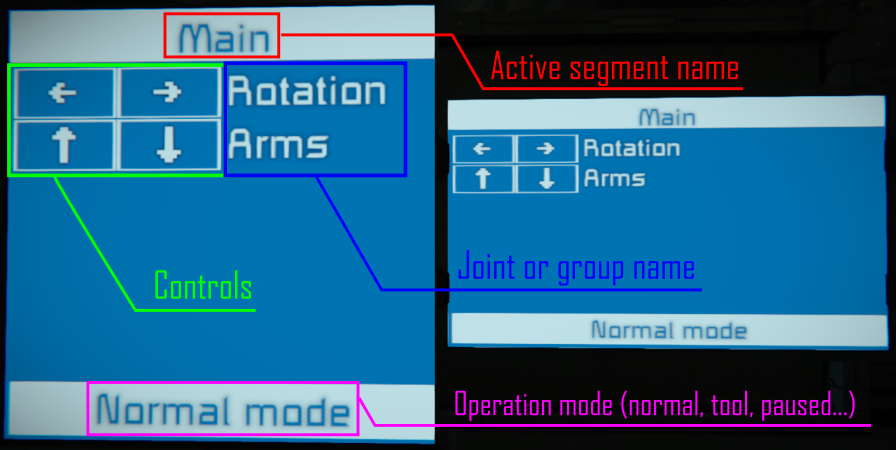 Main
← → Rotation
↑ ↓ Arms
Controls
Normal mode
Active segment name
Main
← → Rotation
↑ ↓ Arms
Joint or group name
Normal mode
Operation mode (normal, tool, paused...)